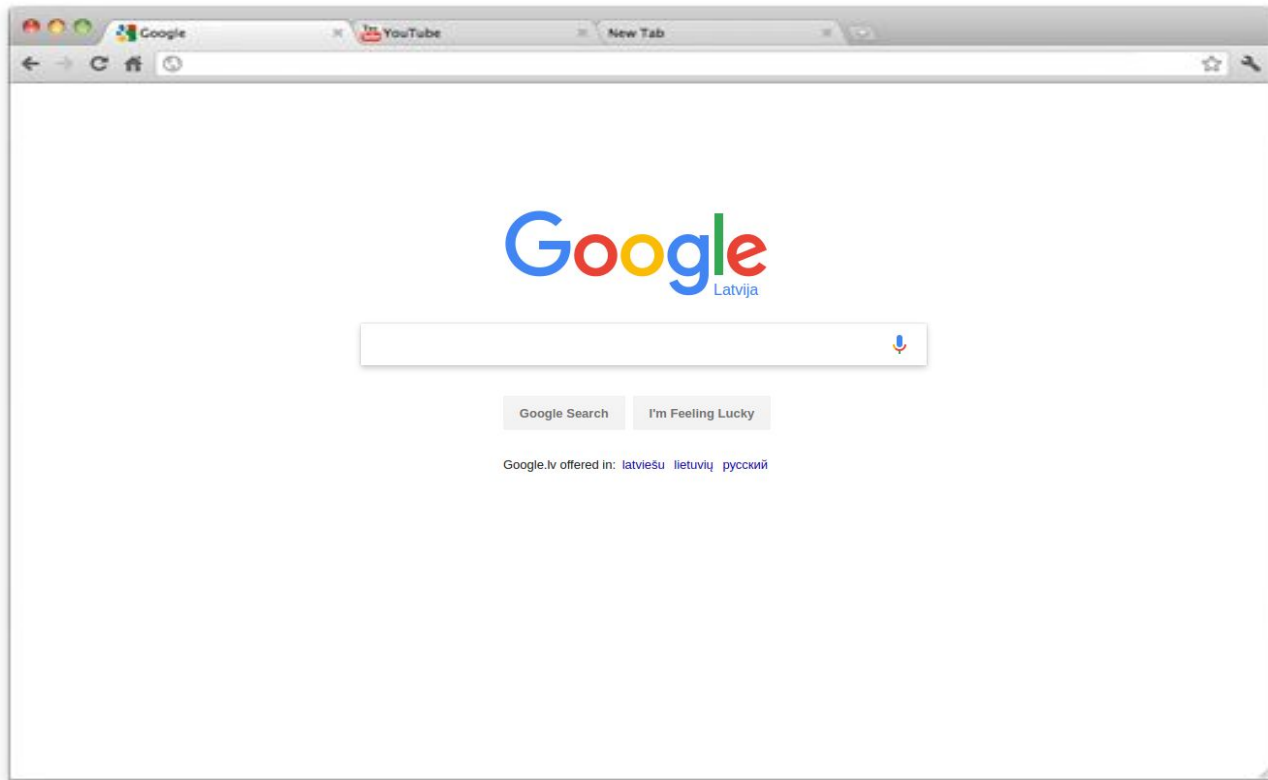 Google YouTube New Tab
Google
Latvija
Google Search I'm Feeling Lucky
Google.lv offered in: latviešu lietuvių русский